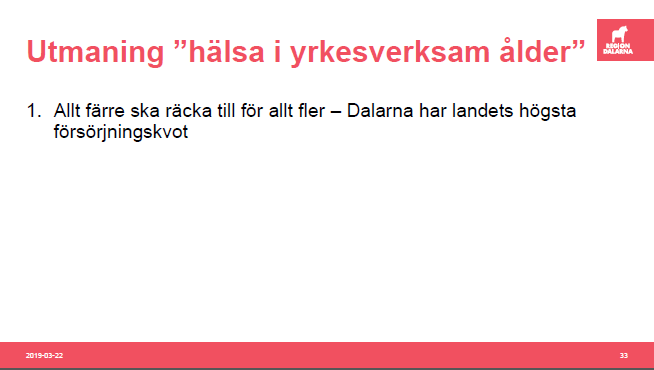 Utmaning ”hälsa i yrkesverksam ålder”
REGION
DALARNA
1. Allt färre ska räcka till för allt fler – Dalarna har landets högsta
försörjningskvot
2019-03-22
33